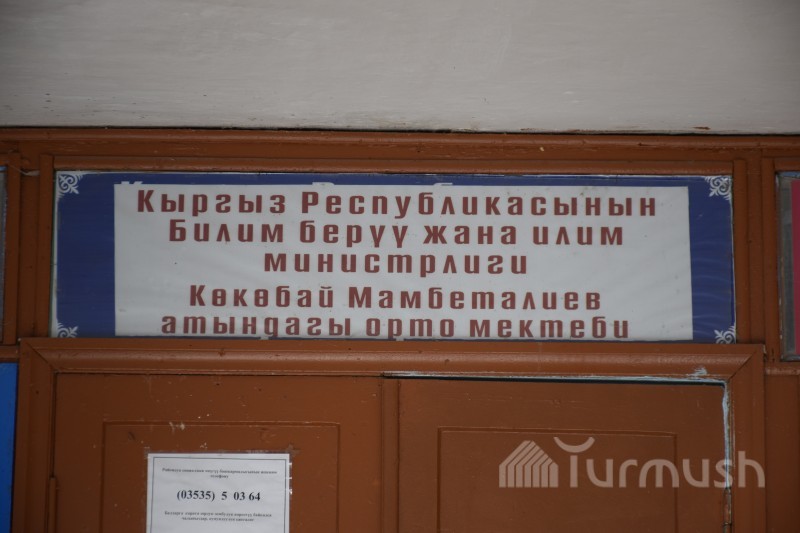 Кыргыз Республикасынын
Билим берүү жана илим
министрлиги
Көкөбай Мамбеталиев
атындагы орто мектеби
(03535) 5 03 64
Turmush